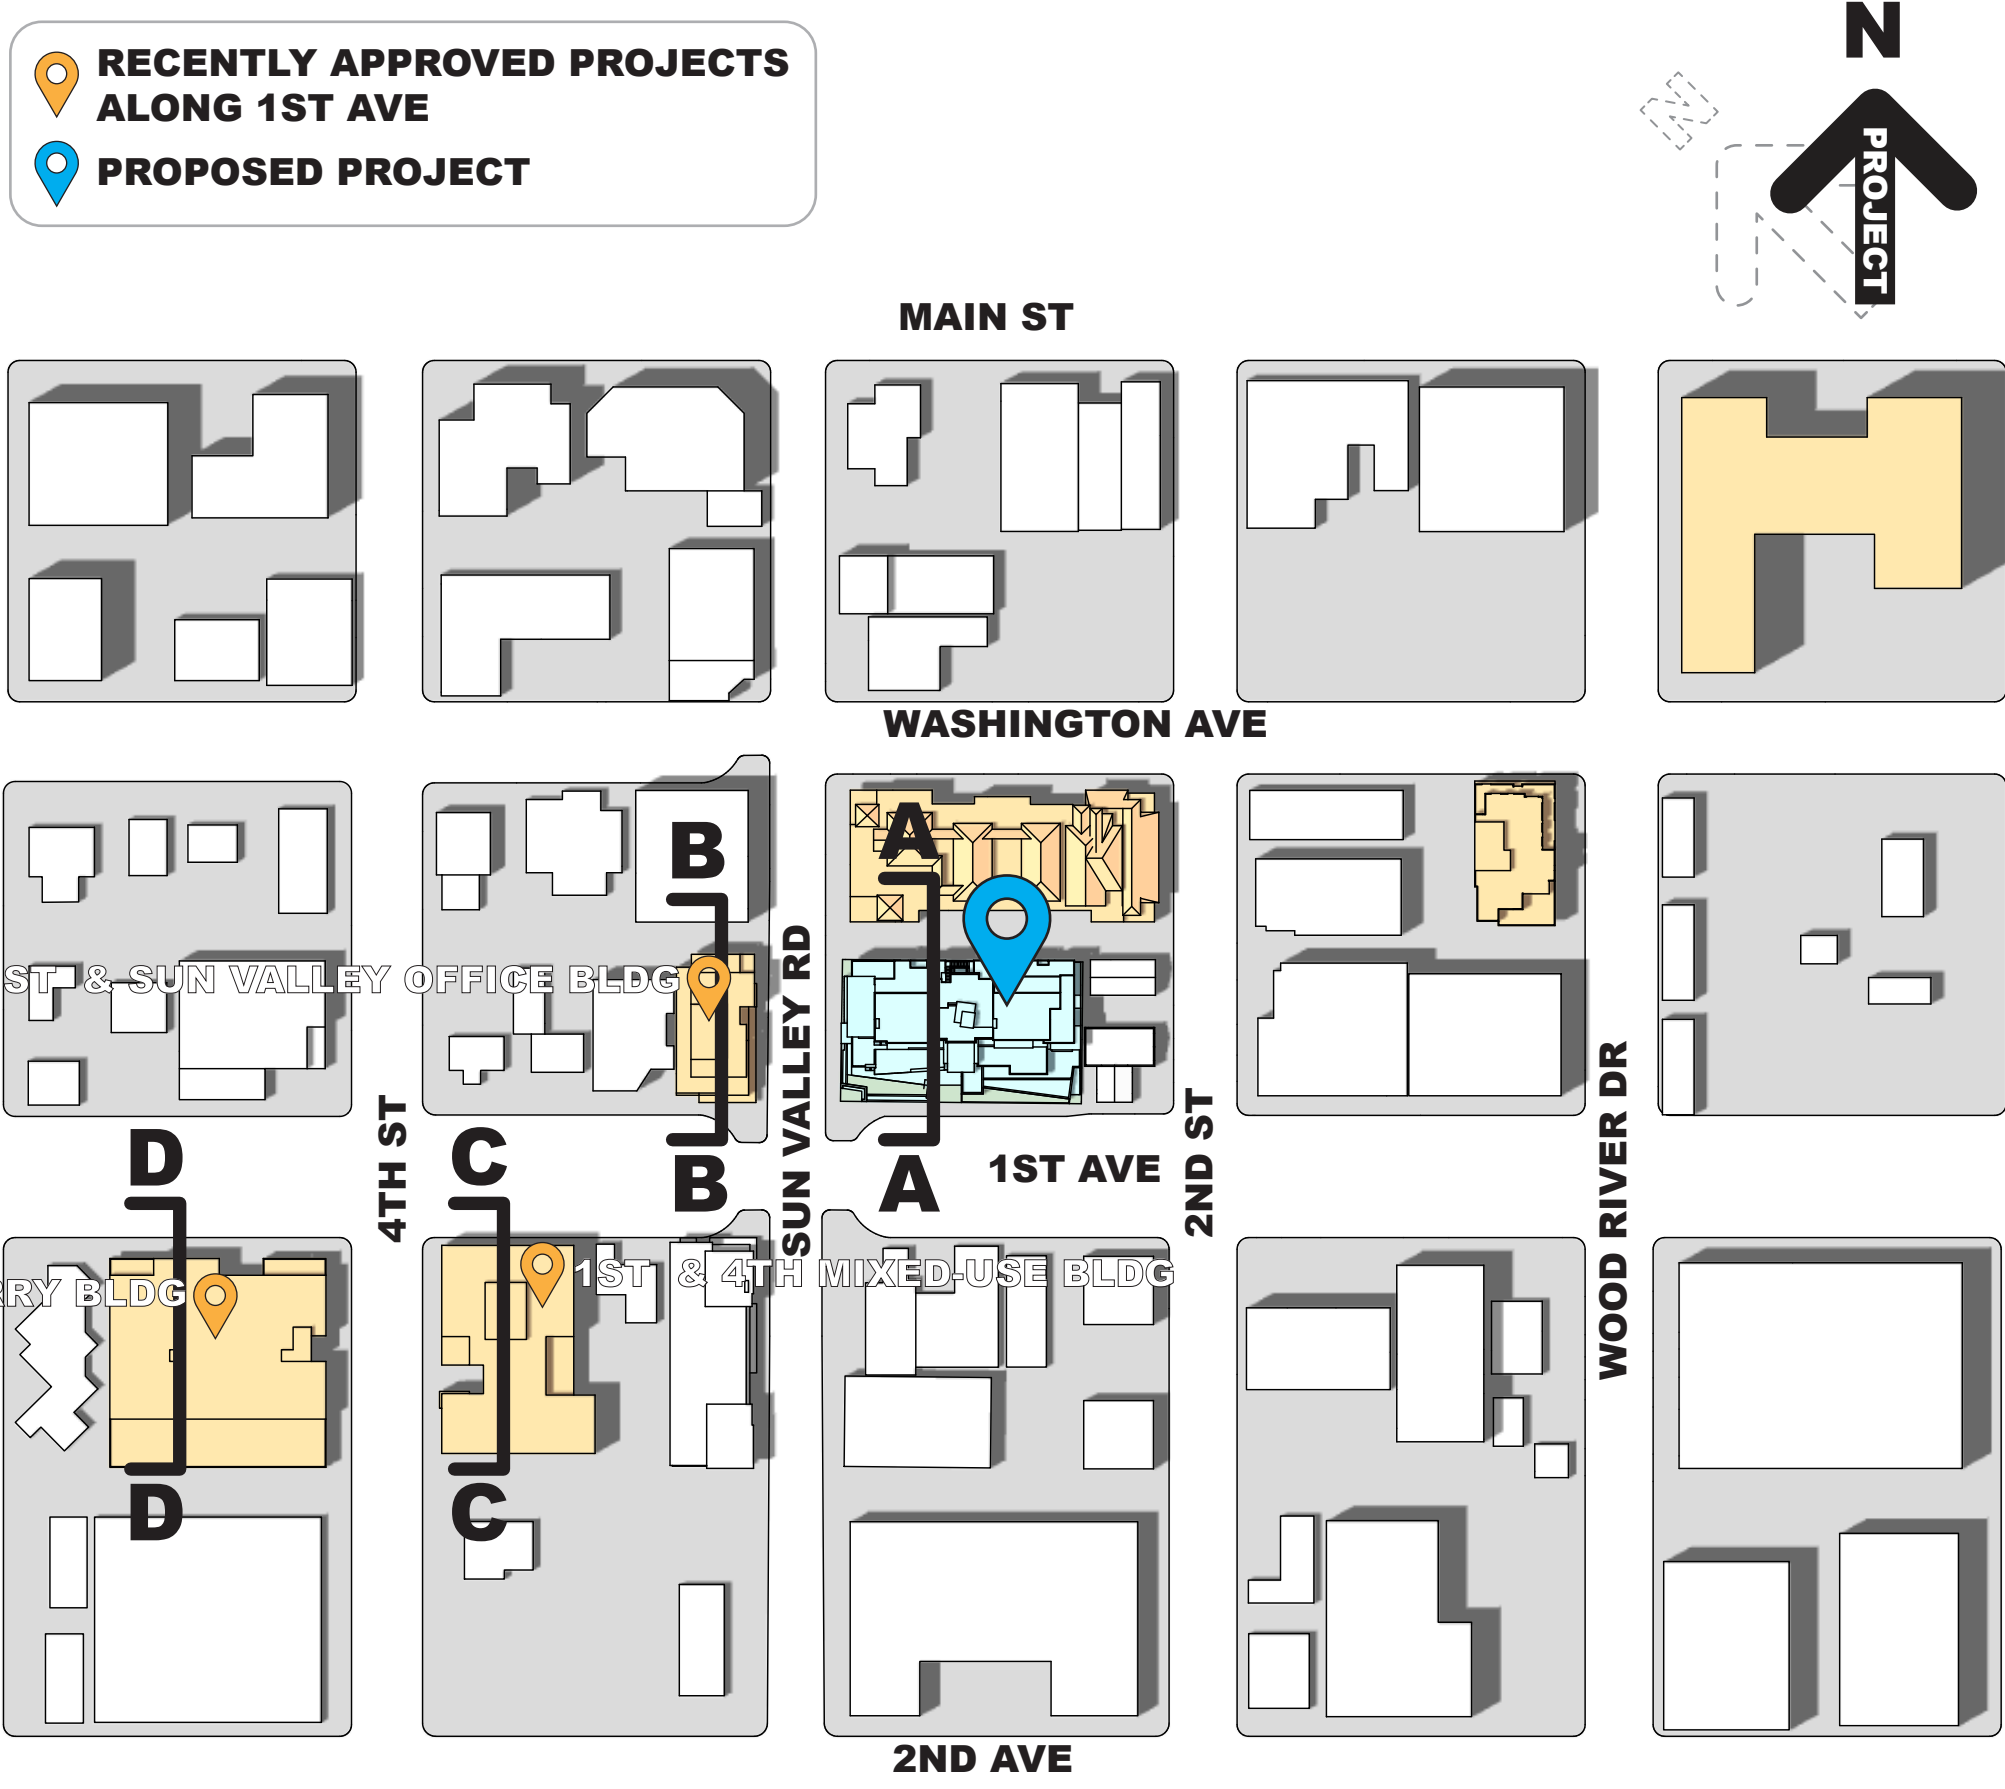 N
N
RECENTLY APPROVED PROJECTS
ALONG 1ST AVE
PROPOSED PROJECT
PROJECT
MAIN ST
WASHINGTON AVE
B
A
ST & SUN VALLEY OFFICE BLDG
SUN VALLEY RD
4TH ST
2ND ST
WOOD RIVER DR
D
C
B
A
1ST AVE
RRY BLDG
1ST & 4TH MIXED-USE BLDG
D
C
2ND AVE